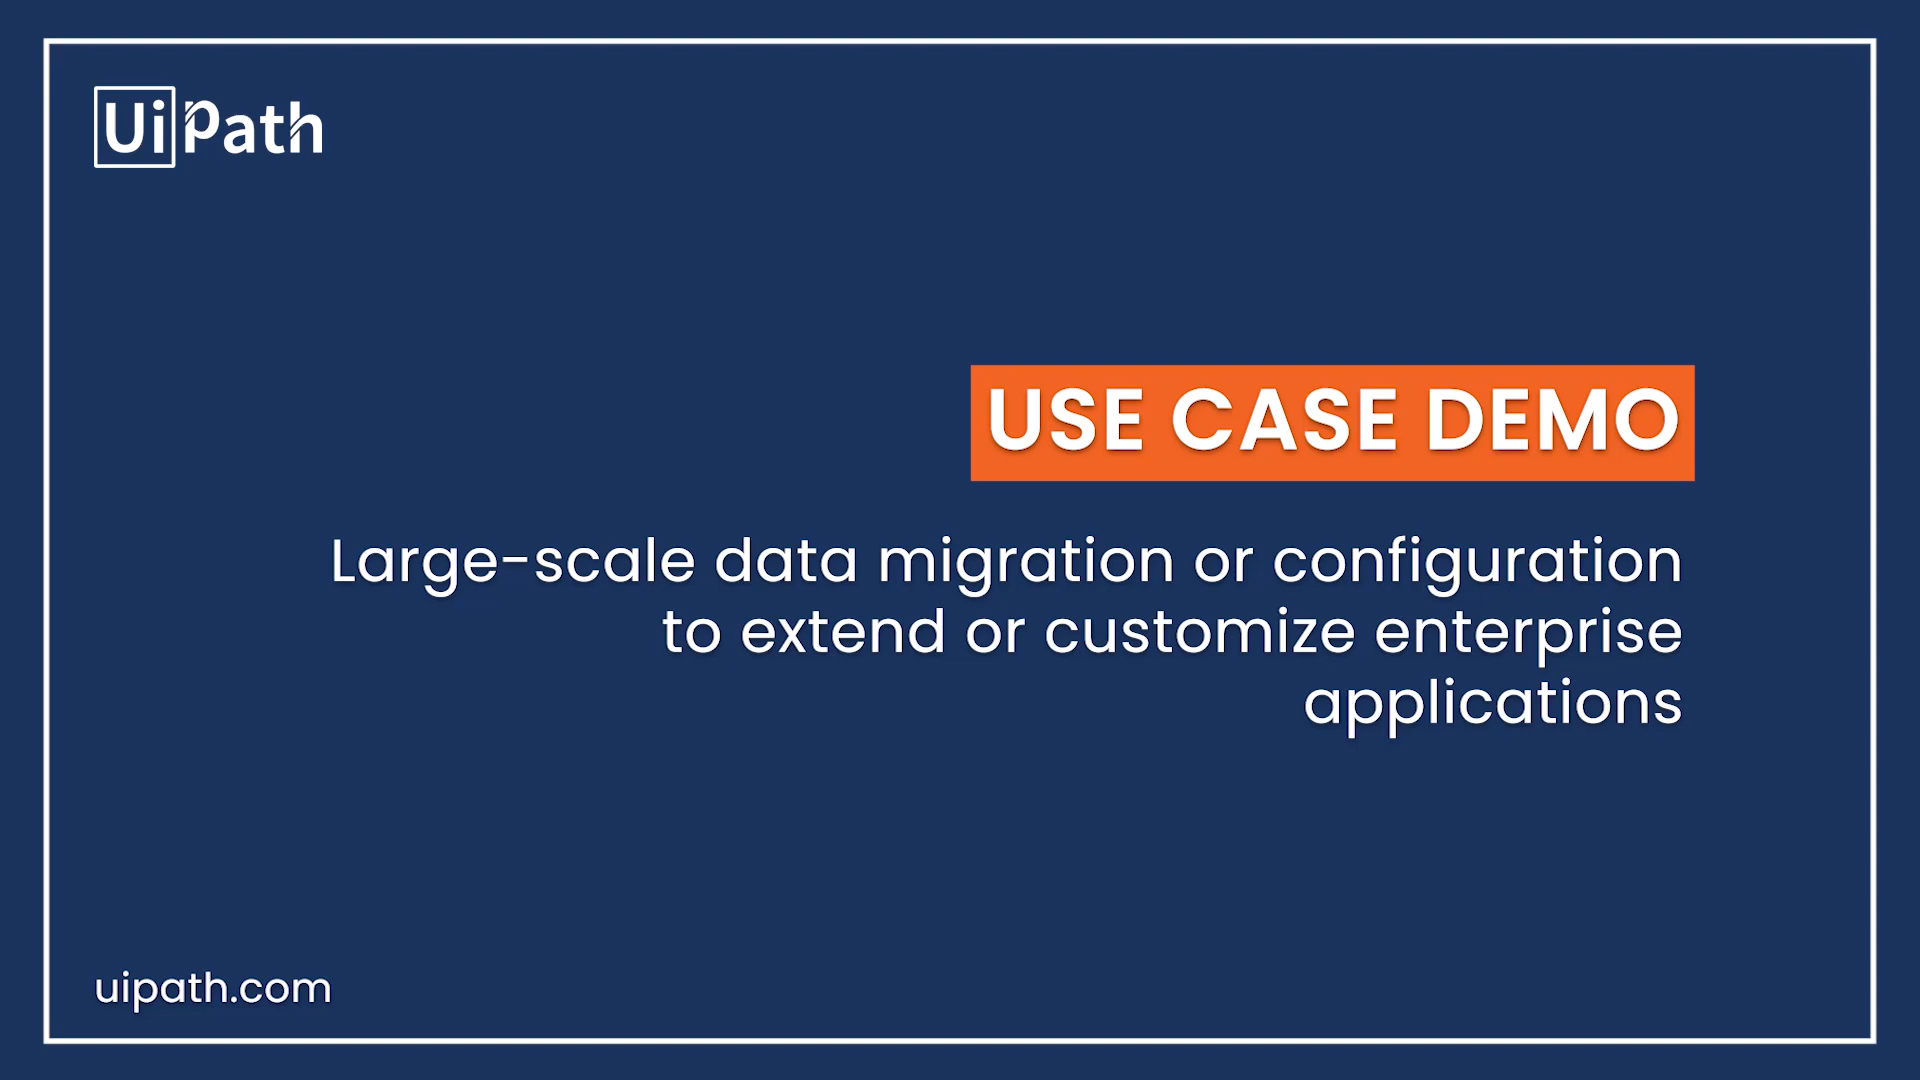 UiPath
USE CASE DEMO
Large-scale data migration or configuration
to extend or customize enterprise
applications
uipath.com